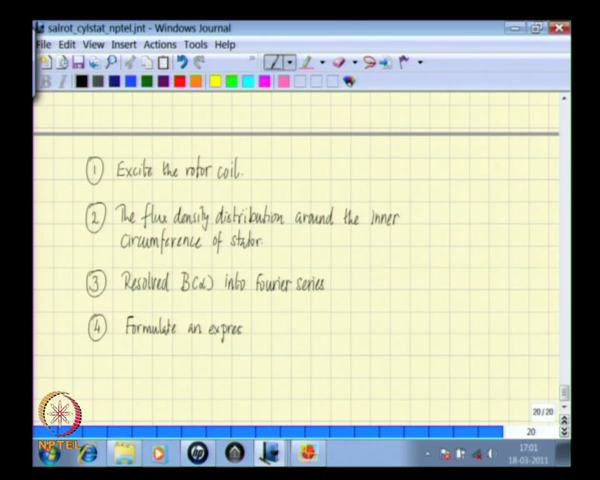 salrot_cylstat_nptel.jnt - Windows Journal
File Edit View Insert Actions Tools Help
B I
① Excite the rotor coil.
② The flux density distribution around the inner
circumference of stator.
③ Resolved B(α) into Fourier series
④ Formulate an expres
20/20
20
NPTEL
17:01
18-03-2011